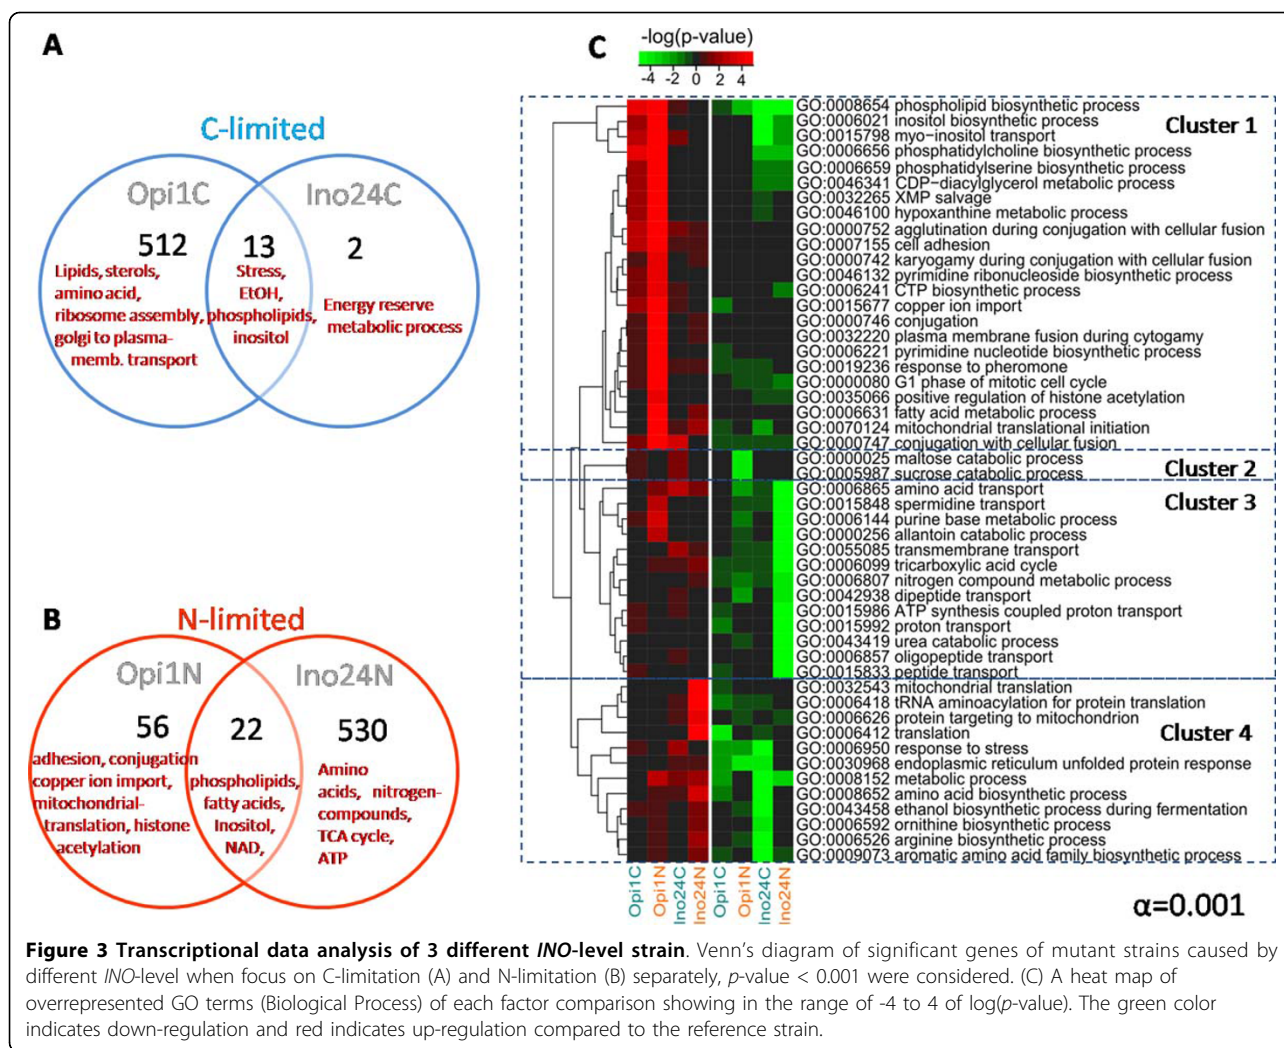 A
C-limited
Opi1C
Ino24C
512
13
2
Lipids, sterols,
amino acid,
ribosome assembly,
golgi to plasma-
memb. transport
Stress,
EtOH,
phospholipids,
inositol
Energy reserve
metabolic process
B
N-limited
Opi1N
Ino24N
56
22
530
adhesion, conjugation
copper ion import,
mitochondrial-
translation, histone
acetylation
phospholipids,
fatty acids,
Inositol,
NAD,
Amino
acids, nitrogen-
compounds,
TCA cycle,
ATP
C
-log(p-value)
-4 -2 0 2 4
GO:0008654 phospholipid biosynthetic process
GO:0006021 inositol biosynthetic process
GO:0015798 myo-inositol transport
GO:0006656 phosphatidylcholine biosynthetic process
GO:0006659 phosphatidylserine biosynthetic process
GO:0046341 CDP-diacylglycerol metabolic process
GO:0032265 XMP salvage
GO:0046100 hypoxanthine metabolic process
GO:0000752 agglutination during conjugation with cellular fusion
GO:0007155 cell adhesion
GO:0000742 karyogamy during conjugation with cellular fusion
GO:0046132 pyrimidine ribonucleoside biosynthetic process
GO:0006241 CTP biosynthetic process
GO:0015677 copper ion import
GO:0000746 conjugation
GO:0032220 plasma membrane fusion during cytogamy
GO:0006221 pyrimidine nucleotide biosynthetic process
GO:0019236 response to pheromone
GO:0000080 G1 phase of mitotic cell cycle
GO:0035066 positive regulation of histone acetylation
GO:0006631 fatty acid metabolic process
GO:0070124 mitochondrial translational initiation
GO:0000747 conjugation with cellular fusion
Cluster 1
GO:0000025 maltose catabolic process
GO:0005987 sucrose catabolic process
Cluster 2
GO:0006865 amino acid transport
GO:0015848 spermidine transport
GO:0006144 purine base metabolic process
GO:0000256 allantoin catabolic process
GO:0055085 transmembrane transport
GO:0006099 tricarboxylic acid cycle
GO:0006807 nitrogen compound metabolic process
GO:0042938 dipeptide transport
GO:0015986 ATP synthesis coupled proton transport
GO:0015992 proton transport
GO:0043419 urea catabolic process
GO:0006857 oligopeptide transport
GO:0015833 peptide transport
Cluster 3
GO:0032543 mitochondrial translation
GO:0006418 tRNA aminoacylation for protein translation
GO:0006626 protein targeting to mitochondrion
GO:0006412 translation
GO:0006950 response to stress
GO:0030968 endoplasmic reticulum unfolded protein response
GO:0008152 metabolic process
GO:0008652 amino acid biosynthetic process
GO:0043458 ethanol biosynthetic process during fermentation
GO:0006592 ornithine biosynthetic process
GO:0006526 arginine biosynthetic process
GO:0009073 aromatic amino acid family biosynthetic process
Cluster 4
Opi1C
Opi1N
Ino24C
Ino24N
Opi1C
Opi1N
Ino24C
Ino24N
α=0.001
Figure 3 Transcriptional data analysis of 3 different INO-level strain. Venn's diagram of significant genes of mutant strains caused by
different INO-level when focus on C-limitation (A) and N-limitation (B) separately, p-value < 0.001 were considered. (C) A heat map of
overrepresented GO terms (Biological Process) of each factor comparison showing in the range of -4 to 4 of log(p-value). The green color
indicates down-regulation and red indicates up-regulation compared to the reference strain.